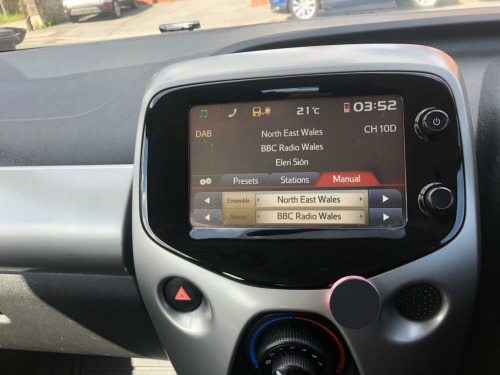 21°C 03:52
DAB North East Wales CH 10D
BBC Radio Wales
Eleri Siôn
Presets Stations Manual
Ensemble North East Wales
Service BBC Radio Wales